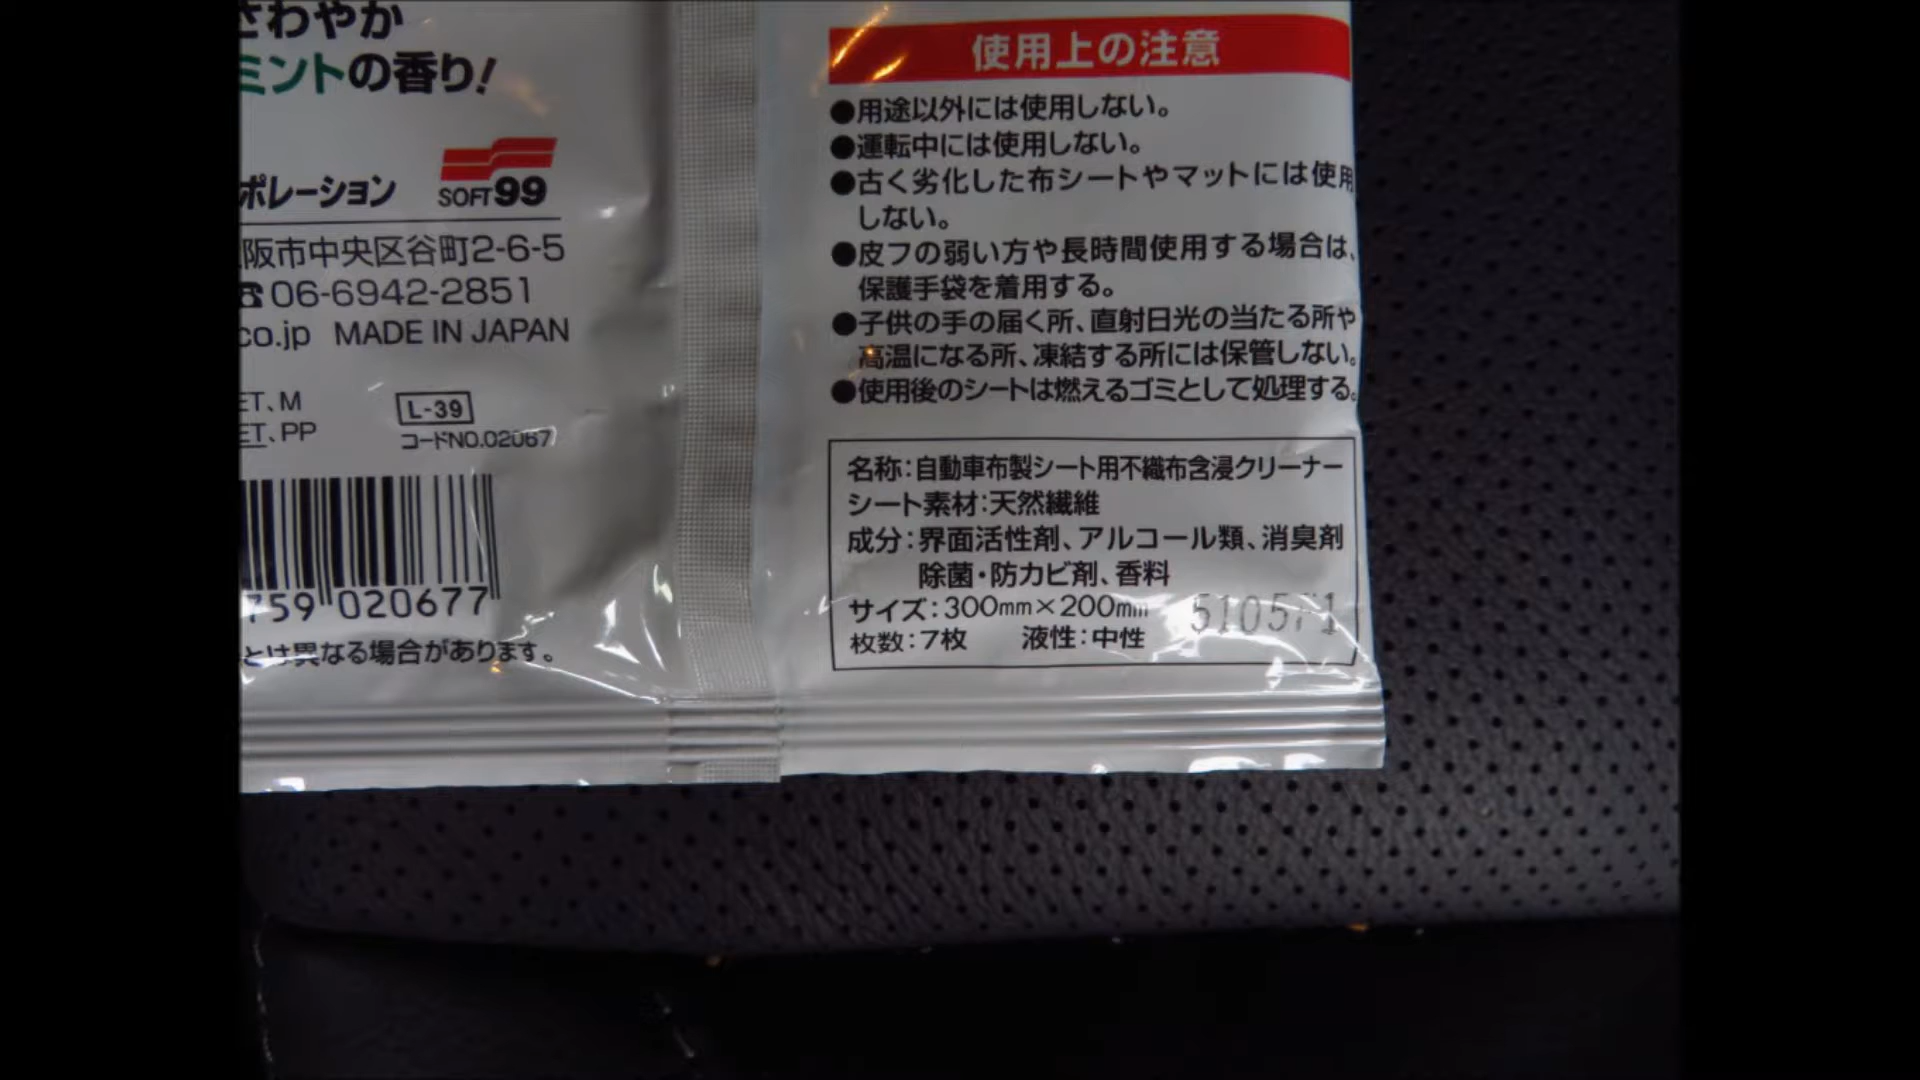 さわやか
ミントの香り!
ポレーション
SOFT99
阪市中央区谷町2-6-5
☎06-6942-2851
co.jp MADE IN JAPAN
ET、M
ET、PP
L-39
コードNO.02067
759 020677
とは異なる場合があります。
使用上の注意
●用途以外には使用しない。
●運転中には使用しない。
●古く劣化した布シートやマットには使用
しない。
●皮フの弱い方や長時間使用する場合は、
保護手袋を着用する。
●子供の手の届く所、直射日光の当たる所や
高温になる所、凍結する所には保管しない。
●使用後のシートは燃えるゴミとして処理する。
名称:自動車布製シート用不織布含浸クリーナー
シート素材:天然繊維
成分:界面活性剤、アルコール類、消臭剤
除菌・防カビ剤、香料
サイズ:300mm×200mm
枚数:7枚 液性:中性